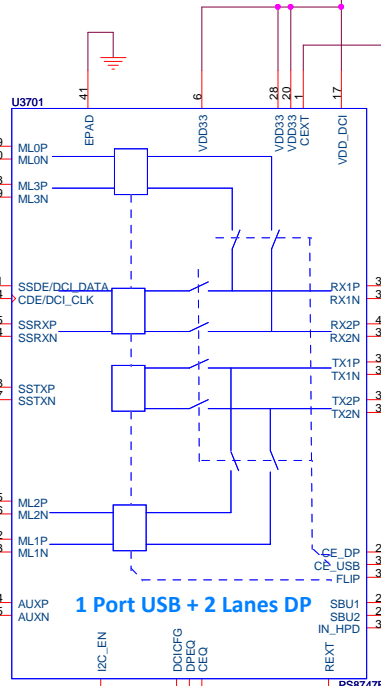 41
6
28
20
1
17
U3701
EPAD
VDD33
VDD33
VDD33
CEXT
VDD_DCI
ML0P
ML0N
ML3P
ML3N
SSDE/DCI_DATA
CDE/DCI_CLK
RX1P
RX1N
SSRXP
SSRXN
RX2P
RX2N
TX1P
TX1N
SSTXP
SSTXN
TX2P
TX2N
ML2P
ML2N
ML1P
ML1N
CE_DP
CE_USB
FLIP
AUXP
AUXN
1 Port USB + 2 Lanes DP
SBU1
SBU2
IN_HPD
I2C_EN
DCICFG
DPEQ
CEQ
REXT